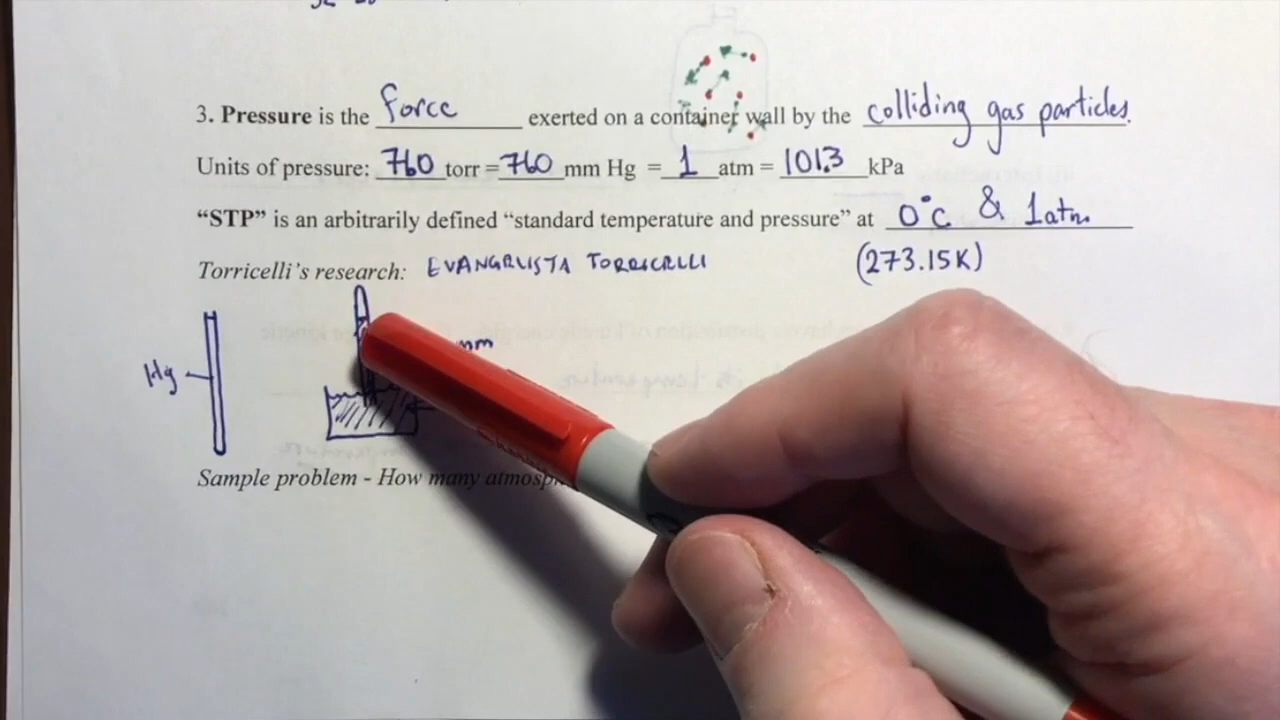 3. Pressure is the force exerted on a container wall by the colliding gas particles.
Units of pressure: 760 torr = 760 mm Hg = 1 atm = 101.3 kPa
“STP” is an arbitrarily defined “standard temperature and pressure” at 0°C & 1atm
(273.15K)
Torricelli’s research: EVANGELISTA TORRICELLI
mm
Hg
Sample problem - How many